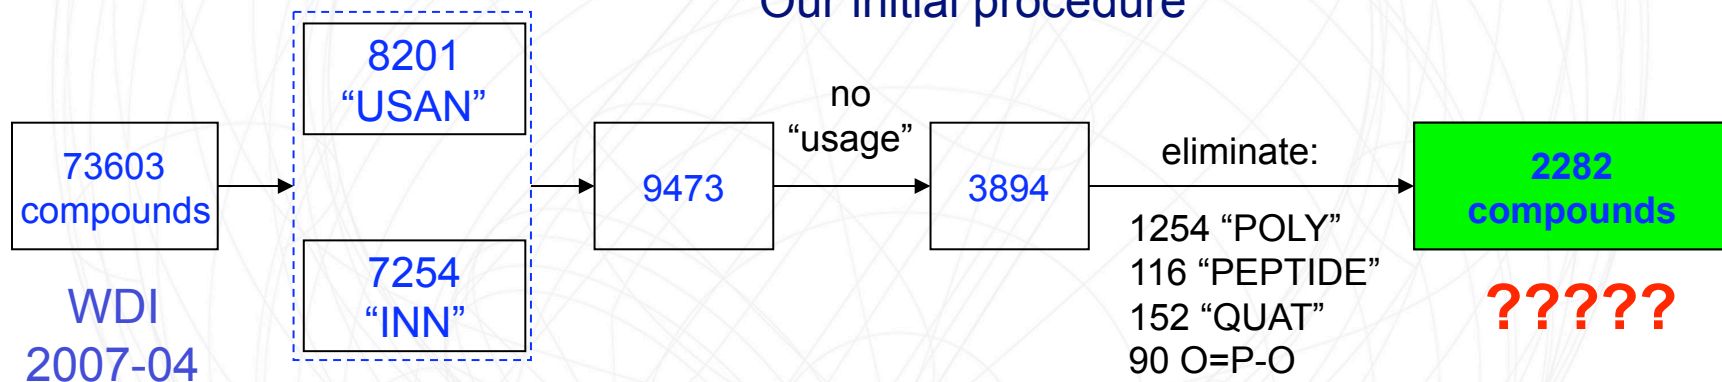 Our initial procedure
73603
compounds
WDI
2007-04
8201
“USAN”
7254
“INN”
9473
no
“usage”
3894
eliminate:
1254 “POLY”
116 “PEPTIDE”
152 “QUAT”
90 O=P-O
2282
compounds
?????